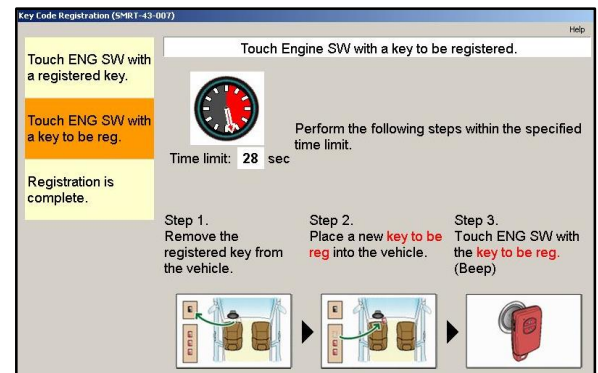 Key Code Registration (SMRT-43-007)
Help
Touch ENG SW with
a registered key.
Touch ENG SW with
a key to be reg.
Registration is
complete.
Touch Engine SW with a key to be registered.
Time limit: 28 sec
Perform the following steps within the specified
time limit.
Step 1.
Remove the
registered key from
the vehicle.
Step 2.
Place a new key to be
reg into the vehicle.
Step 3.
Touch ENG SW with
the key to be reg.
(Beep)